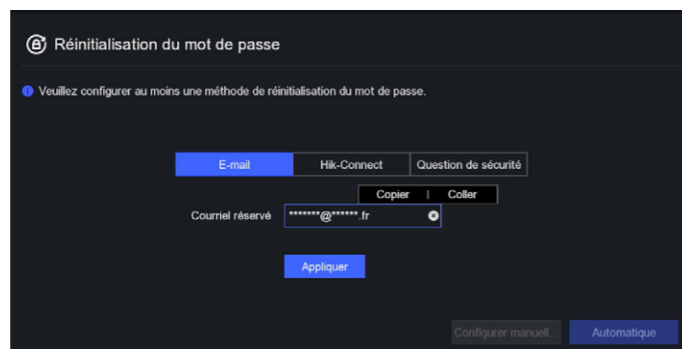 Réinitialisation du mot de passe
Veuillez configurer au moins une méthode de réinitialisation du mot de passe.
E-mail Hik-Connect Question de sécurité
Copier | Coller
Courriel réservé *******@******.fr
Appliquer
Configurer manuell... Automatique